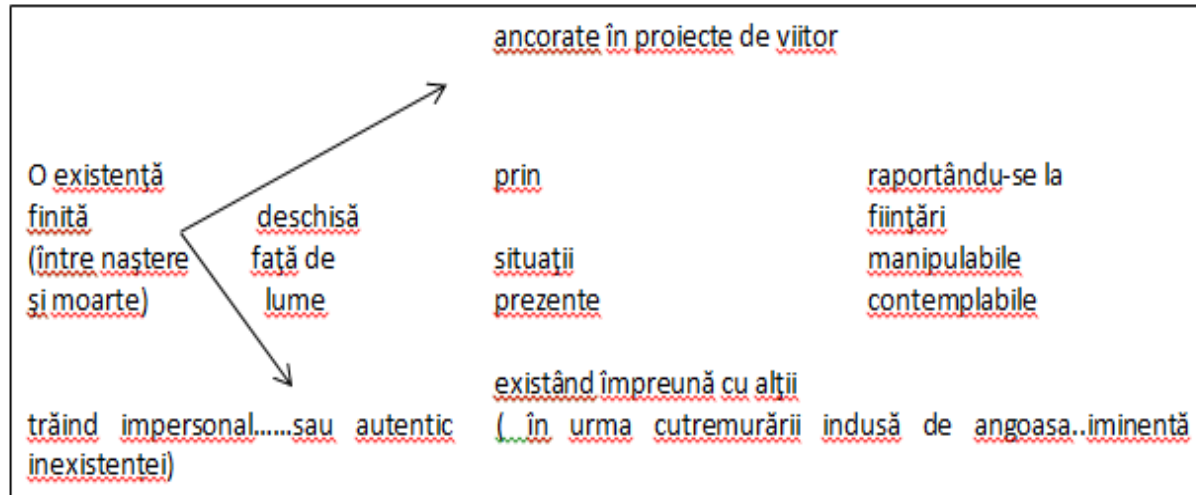 ancorate în proiecte de viitor
O existenţă prin raportându-se la
finită deschisă fiinţări
(între naştere faţă de situaţii manipulabile
şi moarte) lume prezente contemplabile
existând împreună cu alţii
trăind impersonal......sau autentic ( în urma cutremurării indusă de angoasa..iminentă
inexistenţei)